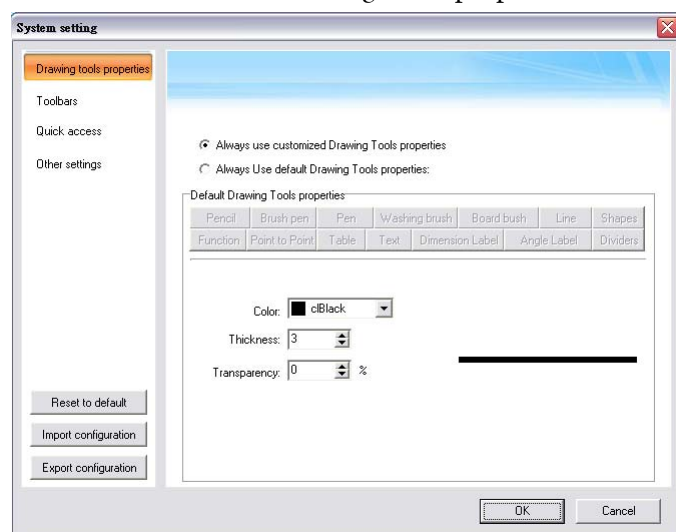 System setting
Drawing tools properties
Toolbars
Quick access
Other settings
Always use customized Drawing Tools properties
Always Use default Drawing Tools properties:
Default Drawing Tools properties
Pencil Brush pen Pen Washing brush Board bush Line Shapes
Function Point to Point Table Text Dimension Label Angle Label Dividers
Color: clBlack
Thickness: 3
Transparency: 0 %
Reset to default
Import configuration
Export configuration
OK Cancel